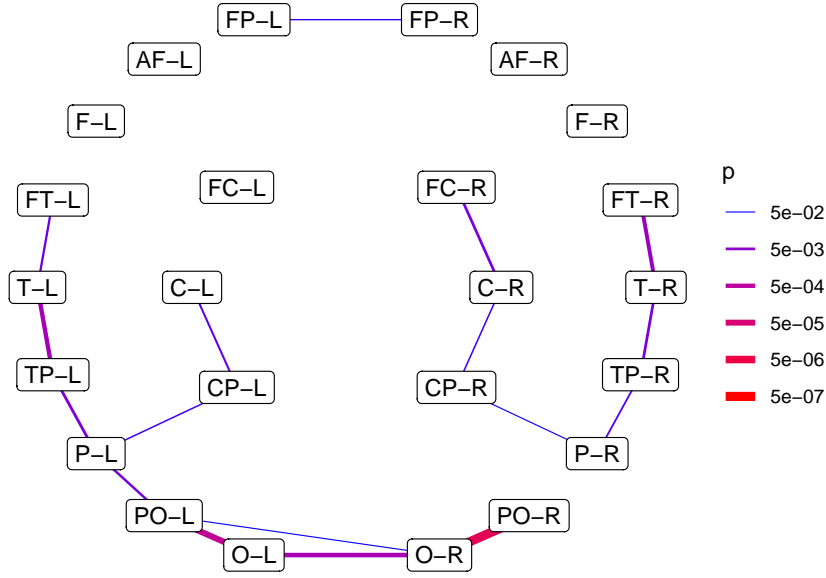 FP−L FP−R
AF−L AF−R
F−L F−R
FC−L FC−R
FT−L FT−R
T−L C−L C−R T−R
TP−L TP−R
CP−L CP−R
P−L P−R
PO−L PO−R
O−L O−R
p
5e−02
5e−03
5e−04
5e−05
5e−06
5e−07